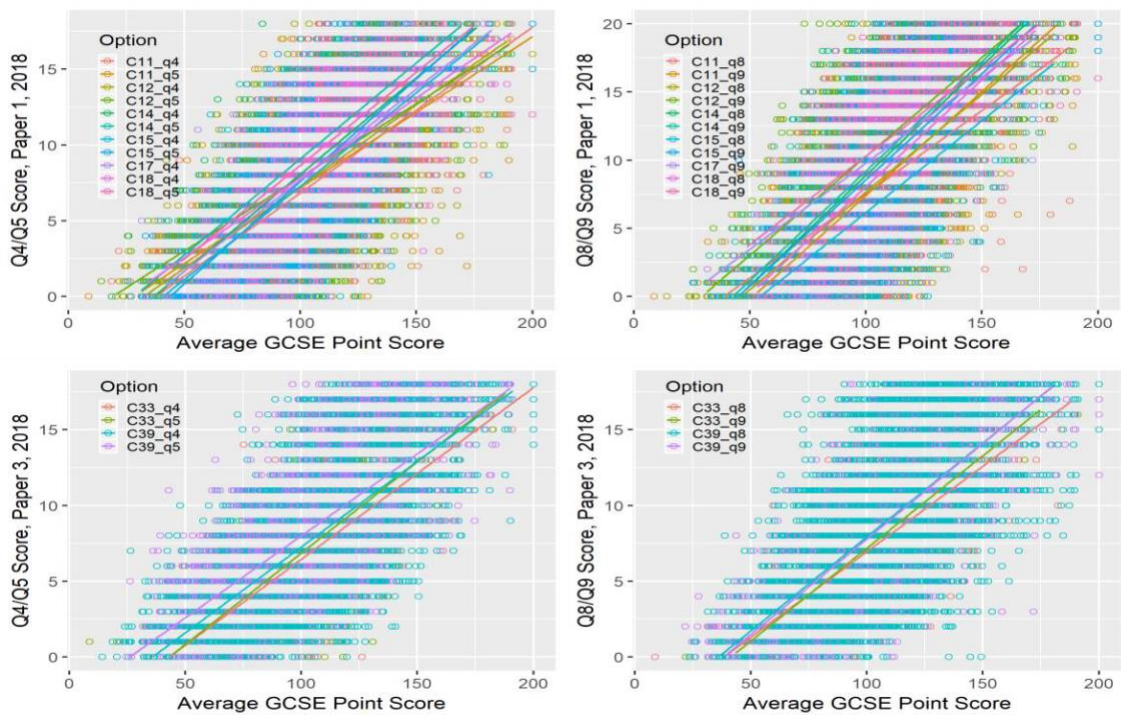 Q4/Q5 Score, Paper 1, 2018
15
10
5
0
Option
C11_q4
C11_q5
C12_q4
C12_q5
C14_q4
C14_q5
C15_q4
C15_q5
C17_q4
C18_q4
C18_q5
0 50 100 150 200
Average GCSE Point Score
Q8/Q9 Score, Paper 1, 2018
20
15
10
5
0
Option
C11_q8
C11_q9
C12_q8
C12_q9
C14_q8
C14_q9
C15_q8
C15_q9
C17_q9
C18_q8
C18_q9
0 50 100 150 200
Average GCSE Point Score
Q4/Q5 Score, Paper 3, 2018
15
10
5
0
Option
C33_q4
C33_q5
C39_q4
C39_q5
0 50 100 150 200
Average GCSE Point Score
Q8/Q9 Score, Paper 3, 2018
15
10
5
0
Option
C33_q8
C33_q9
C39_q8
C39_q9
0 50 100 150 200
Average GCSE Point Score